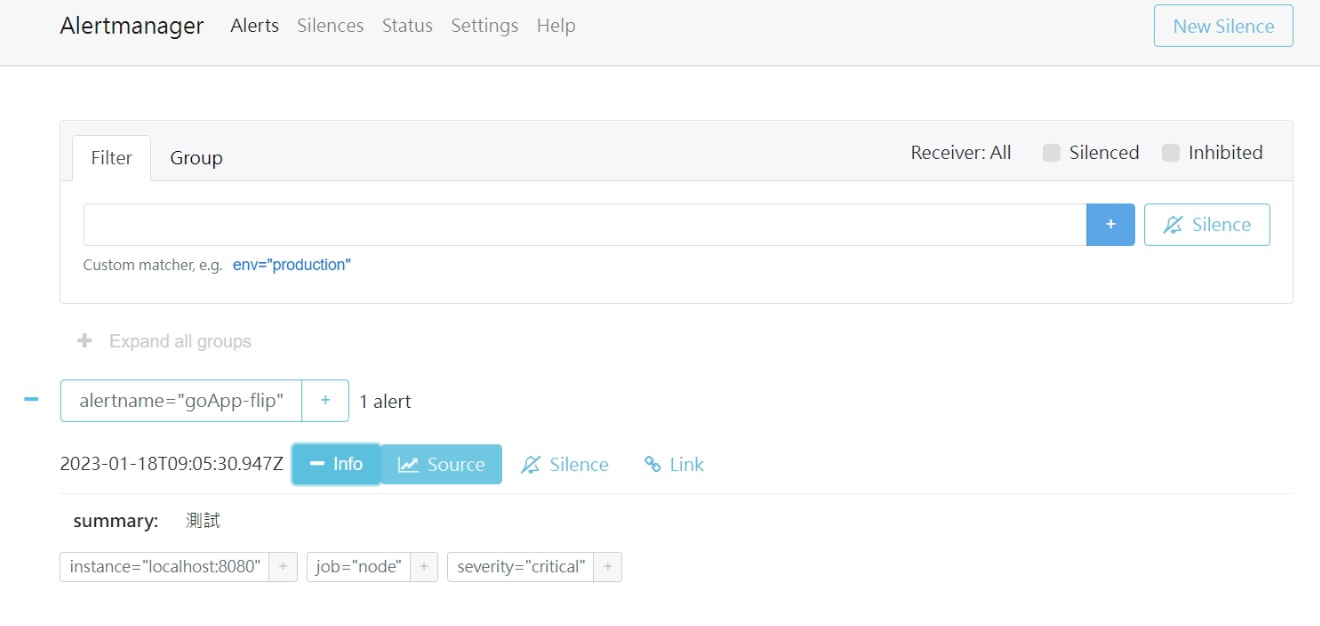 Alertmanager Alerts Silences Status Settings Help New Silence
Filter Group Receiver: All Silenced Inhibited
+ Silence
Custom matcher, e.g. env="production"
+ Expand all groups
alertname="goApp-flip" + 1 alert
2023-01-18T09:05:30.947Z Info Source Silence Link
summary: 測試
instance="localhost:8080" + job="node" + severity="critical" +